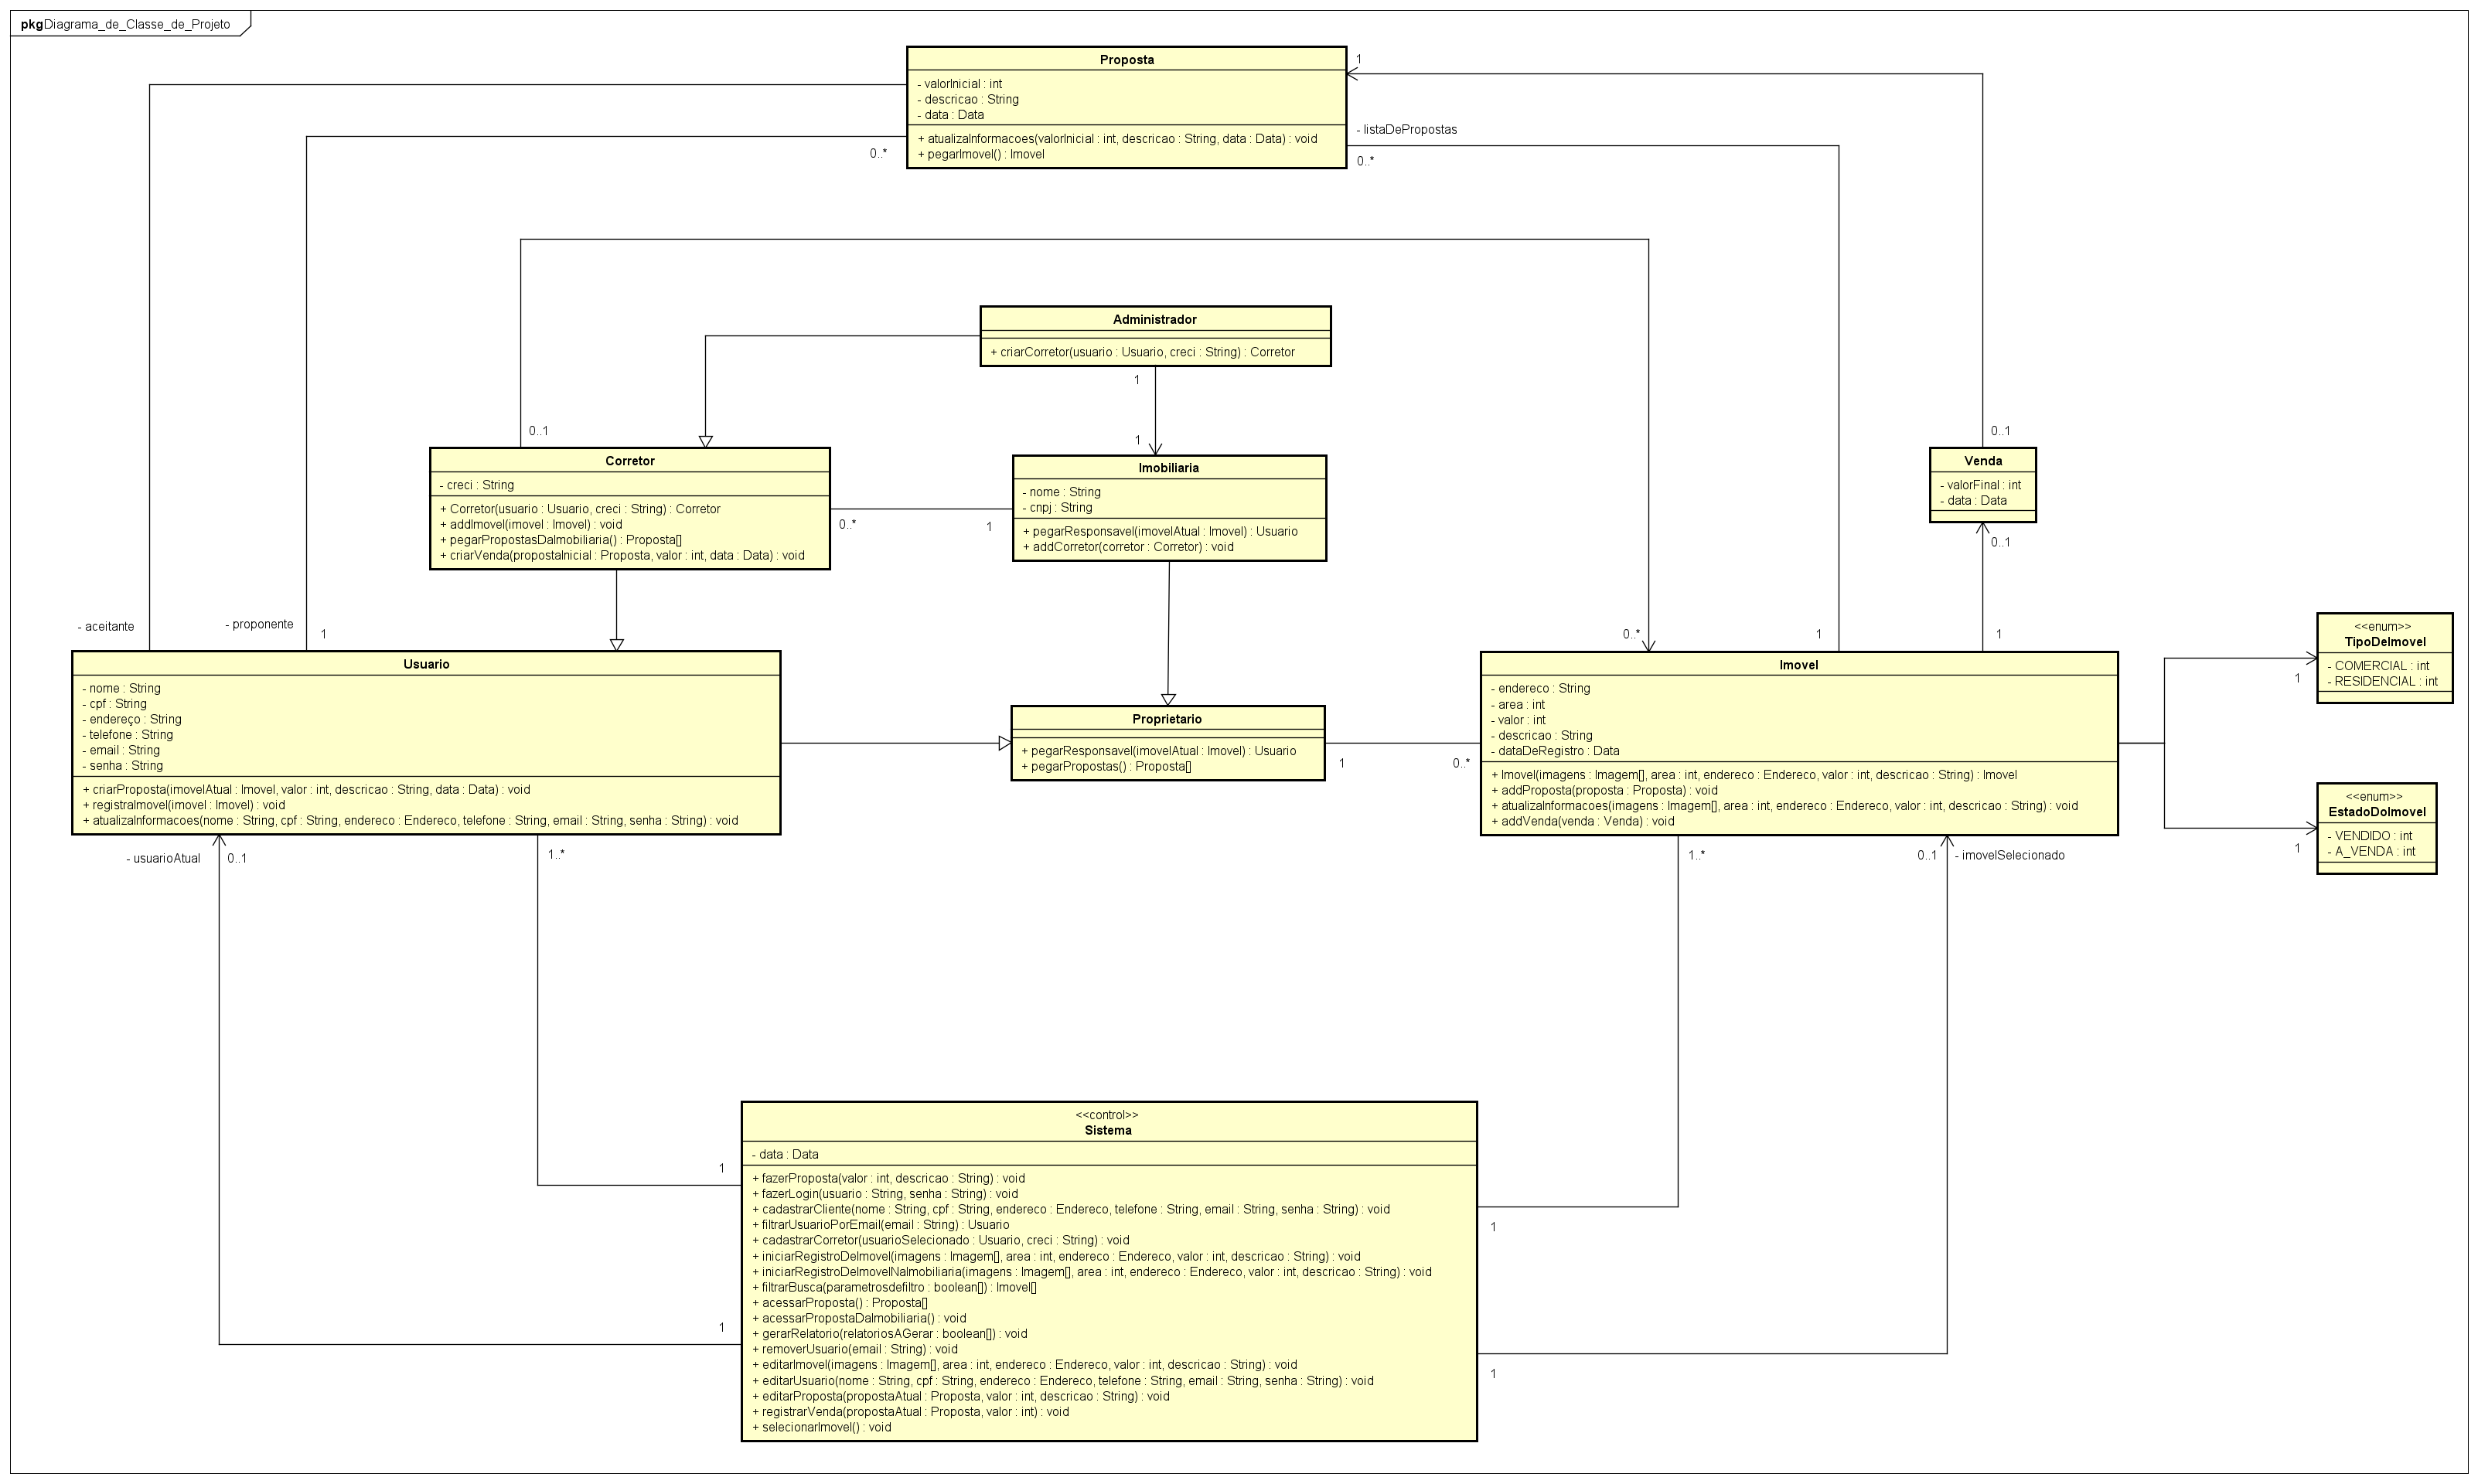 pkg Diagrama_de_Classe_de_Projeto
Proposta
- valorInicial : int
- descricao : String
- data : Data
+ atualizaInformacoes(valorInicial : int, descricao : String, data : Data) : void
+ pegarImovel() : Imovel
1
- listaDePropostas
0..*
0..*
Administrador
+ criarCorretor(usuario : Usuario, creci : String) : Corretor
1
1
0..1
Corretor
- creci : String
+ Corretor(usuario : Usuario, creci : String) : Corretor
+ addImovel(imovel : Imovel) : void
+ pegarPropostasDaImobiliaria() : Proposta[]
+ criarVenda(propostaInicial : Proposta, valor : int, data : Data) : void
0..*
1
Imobiliaria
- nome : String
- cnpj : String
+ pegarResponsavel(imovelAtual : Imovel) : Usuario
+ addCorretor(corretor : Corretor) : void
0..1
Venda
- valorFinal : int
- data : Data
0..1
- aceitante
- proponente
1
0..*
1
1
Usuario
- nome : String
- cpf : String
- endereço : String
- telefone : String
- email : String
- senha : String
+ criarProposta(imovelAtual : Imovel, valor : int, descricao : String, data : Data) : void
+ registraImovel(imovel : Imovel) : void
+ atualizaInformacoes(nome : String, cpf : String, endereco : Endereco, telefone : String, email : String, senha : String) : void
Proprietario
+ pegarResponsavel(imovelAtual : Imovel) : Usuario
+ pegarPropostas() : Proposta[]
1
0..*
Imovel
- endereco : String
- area : int
- valor : int
- descricao : String
- dataDeRegistro : Data
+ Imovel(imagens : Imagem[], area : int, endereco : Endereco, valor : int, descricao : String) : Imovel
+ addProposta(proposta : Proposta) : void
+ atualizaInformacoes(imagens : Imagem[], area : int, endereco : Endereco, valor : int, descricao : String) : void
+ addVenda(venda : Venda) : void
<<enum>>
TipoDeImovel
- COMERCIAL : int
- RESIDENCIAL : int
1
<<enum>>
EstadoDoImovel
- VENDIDO : int
- A_VENDA : int
1
- usuarioAtual
0..1
1..*
1..*
0..1
- imovelSelecionado
<<control>>
Sistema
- data : Data
+ fazerProposta(valor : int, descricao : String) : void
+ fazerLogin(usuario : String, senha : String) : void
+ cadastrarCliente(nome : String, cpf : String, endereco : Endereco, telefone : String, email : String, senha : String) : void
+ filtrarUsuarioPorEmail(email : String) : Usuario
+ cadastrarCorretor(usuarioSelecionado : Usuario, creci : String) : void
+ iniciarRegistroDeImovel(imagens : Imagem[], area : int, endereco : Endereco, valor : int, descricao : String) : void
+ iniciarRegistroDeImovelNaImobiliaria(imagens : Imagem[], area : int, endereco : Endereco, valor : int, descricao : String) : void
+ filtrarBusca(parametrosdefiltro : boolean[]) : Imovel[]
+ acessarProposta() : Proposta[]
+ acessarPropostaDaImobiliaria() : void
+ gerarRelatorio(relatoriosAGerar : boolean[]) : void
+ removerUsuario(email : String) : void
+ editarImovel(imagens : Imagem[], area : int, endereco : Endereco, valor : int, descricao : String) : void
+ editarUsuario(nome : String, cpf : String, endereco : Endereco, telefone : String, email : String, senha : String) : void
+ editarProposta(propostaAtual : Proposta, valor : int, descricao : String) : void
+ registrarVenda(propostaAtual : Proposta, valor : int) : void
+ selecionarImovel() : void
1
1
1
1